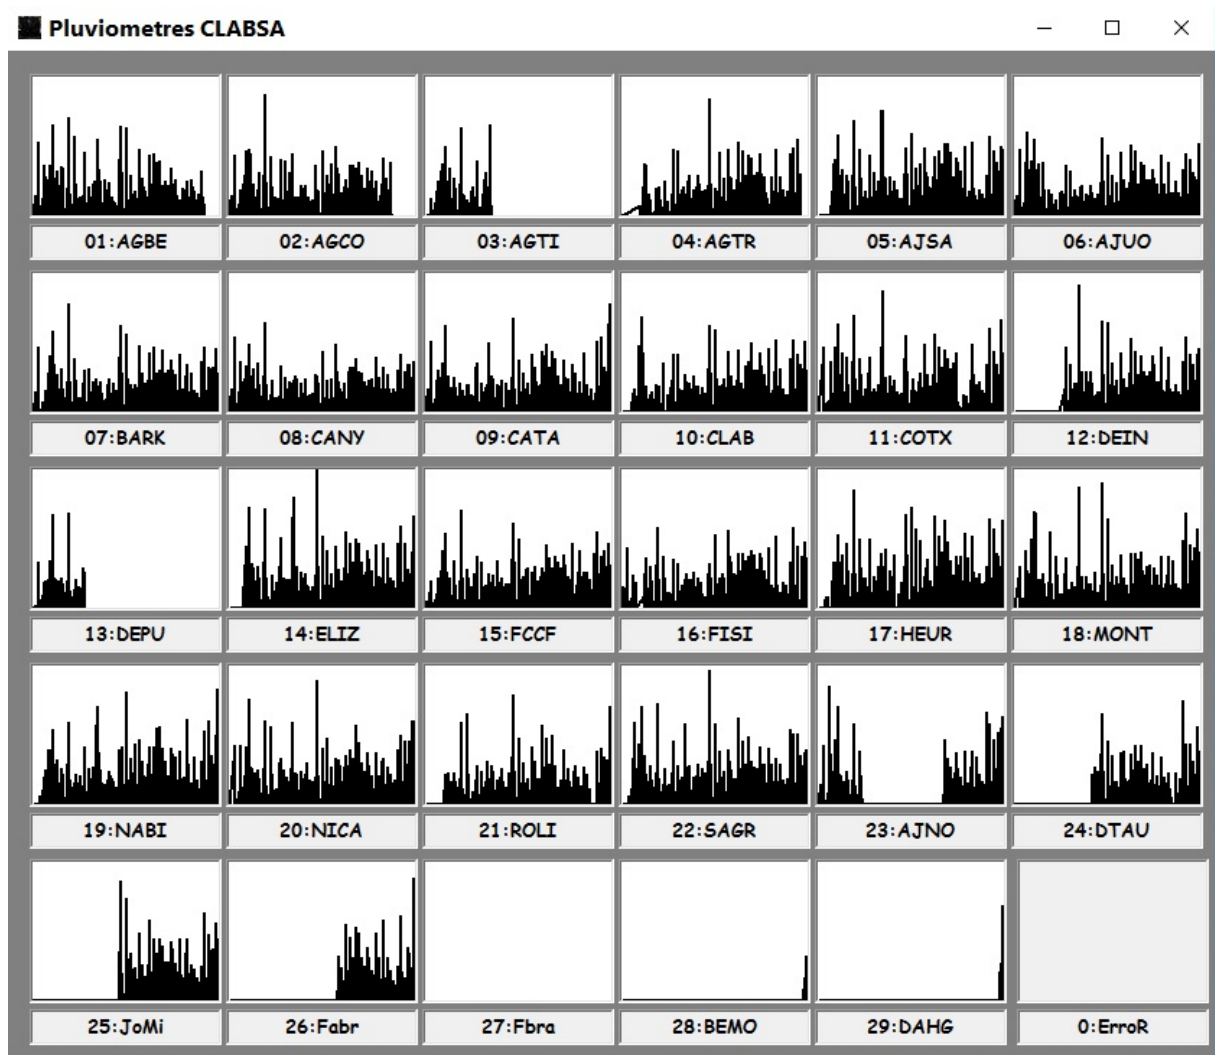 Pluviometres CLABSA
01:AGBE 02:AGCO 03:AGTI 04:AGTR 05:AJSA 06:AJUO
07:BARK 08:CANY 09:CATA 10:CLAB 11:COTX 12:DEIN
13:DEPU 14:ELIZ 15:FCCF 16:FISI 17:HEUR 18:MONT
19:NABI 20:NICA 21:ROLI 22:SAGR 23:AJNO 24:DTAU
25:JoMi 26:Fabr 27:Fbra 28:BEMO 29:DAHG 0:ErroR